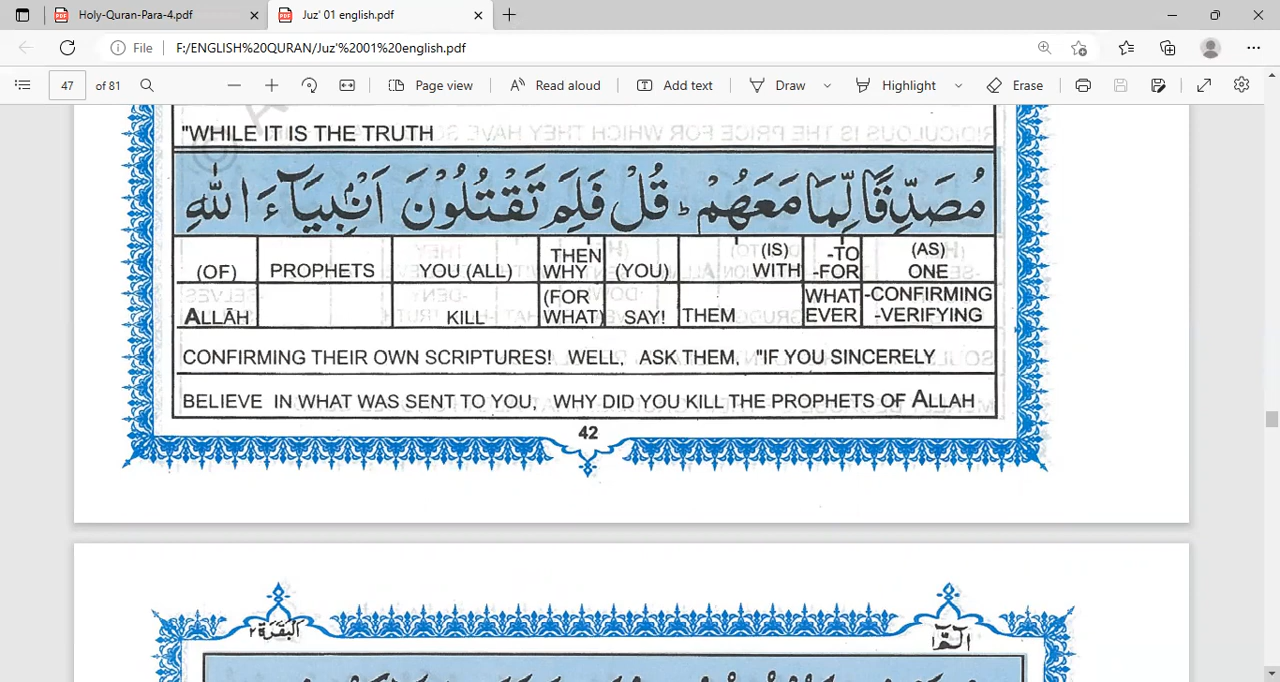 Holy-Quran-Para-4.pdf
Juz' 01 english.pdf
File
F:/ENGLISH%20QURAN/Juz'%2001%20english.pdf
47 of 81
Page view
Read aloud
Add text
Draw
Highlight
Erase
"WHILE IT IS THE TRUTH
مُصَدِّقًا لِّمَا مَعَهُمْ ؕ قُلْ فَلِمَ تَقْتُلُوْنَ اَنْۢبِيَآءَ اللّٰهِ
(OF) PROPHETS YOU (ALL) THEN WHY (YOU) (IS) WITH -TO -FOR (AS) ONE
ALLĀH KILL (FOR WHAT) SAY! THEM WHAT EVER -CONFIRMING -VERIFYING
CONFIRMING THEIR OWN SCRIPTURES! WELL, ASK THEM, "IF YOU SINCERELY
BELIEVE IN WHAT WAS SENT TO YOU, WHY DID YOU KILL THE PROPHETS OF ALLAH
42
الٓمّٓ ١
اَلْبَقَرَة ٢